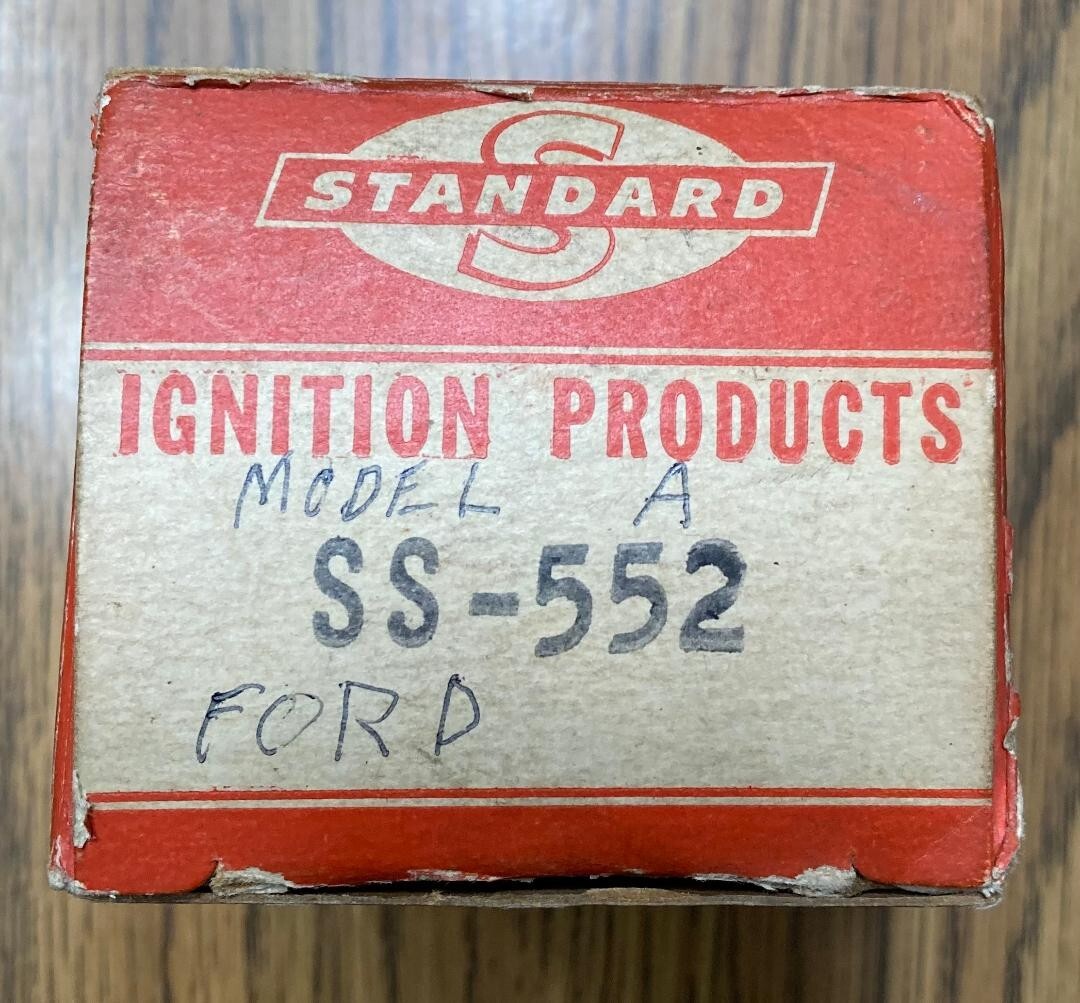 S
STANDARD
IGNITION PRODUCTS
MODEL A
SS-552
FORD